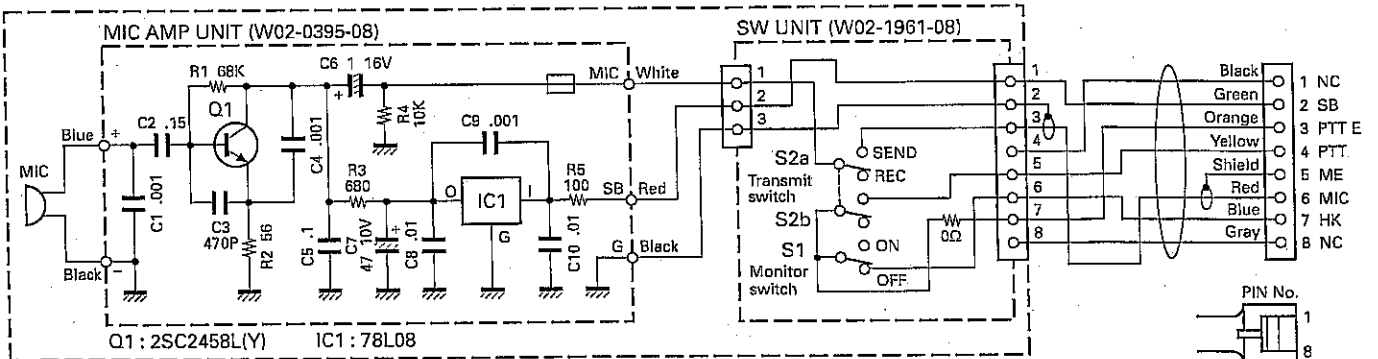 MIC AMP UNIT (W02-0395-08)
SW UNIT (W02-1961-08)
R1 68K
C6 1 16V
MIC White
Q1
R4 10K
C2 .15
C4 .001
C9 .001
Blue +
MIC
C1 .001
C3 470P
R2 56
R3 680
C5 .1
C7 47 10V +
C8 .01
O IC1 I
G
C10 .01
R5 100
SB Red
G Black
Black -
Q1 : 2SC2458L(Y) IC1 : 78L08
1
2
3
S2a
Transmit switch
SEND
REC
S2b
S1
Monitor switch
ON
OFF
0Ω
1
2
3
4
5
6
7
8
Black 1 NC
Green 2 SB
Orange 3 PTT E
Yellow 4 PTT
Shield 5 ME
Red 6 MIC
Blue 7 HK
Gray 8 NC
PIN No.
1
8